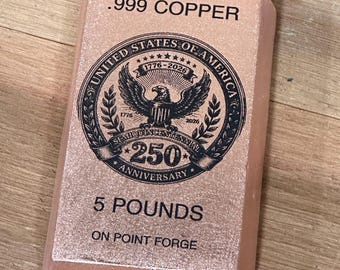 .999 COPPER
UNITED STATES OF AMERICA
1776-2026
1776 2026
250
ANNIVERSARY
5 POUNDS
ON POINT FORGE